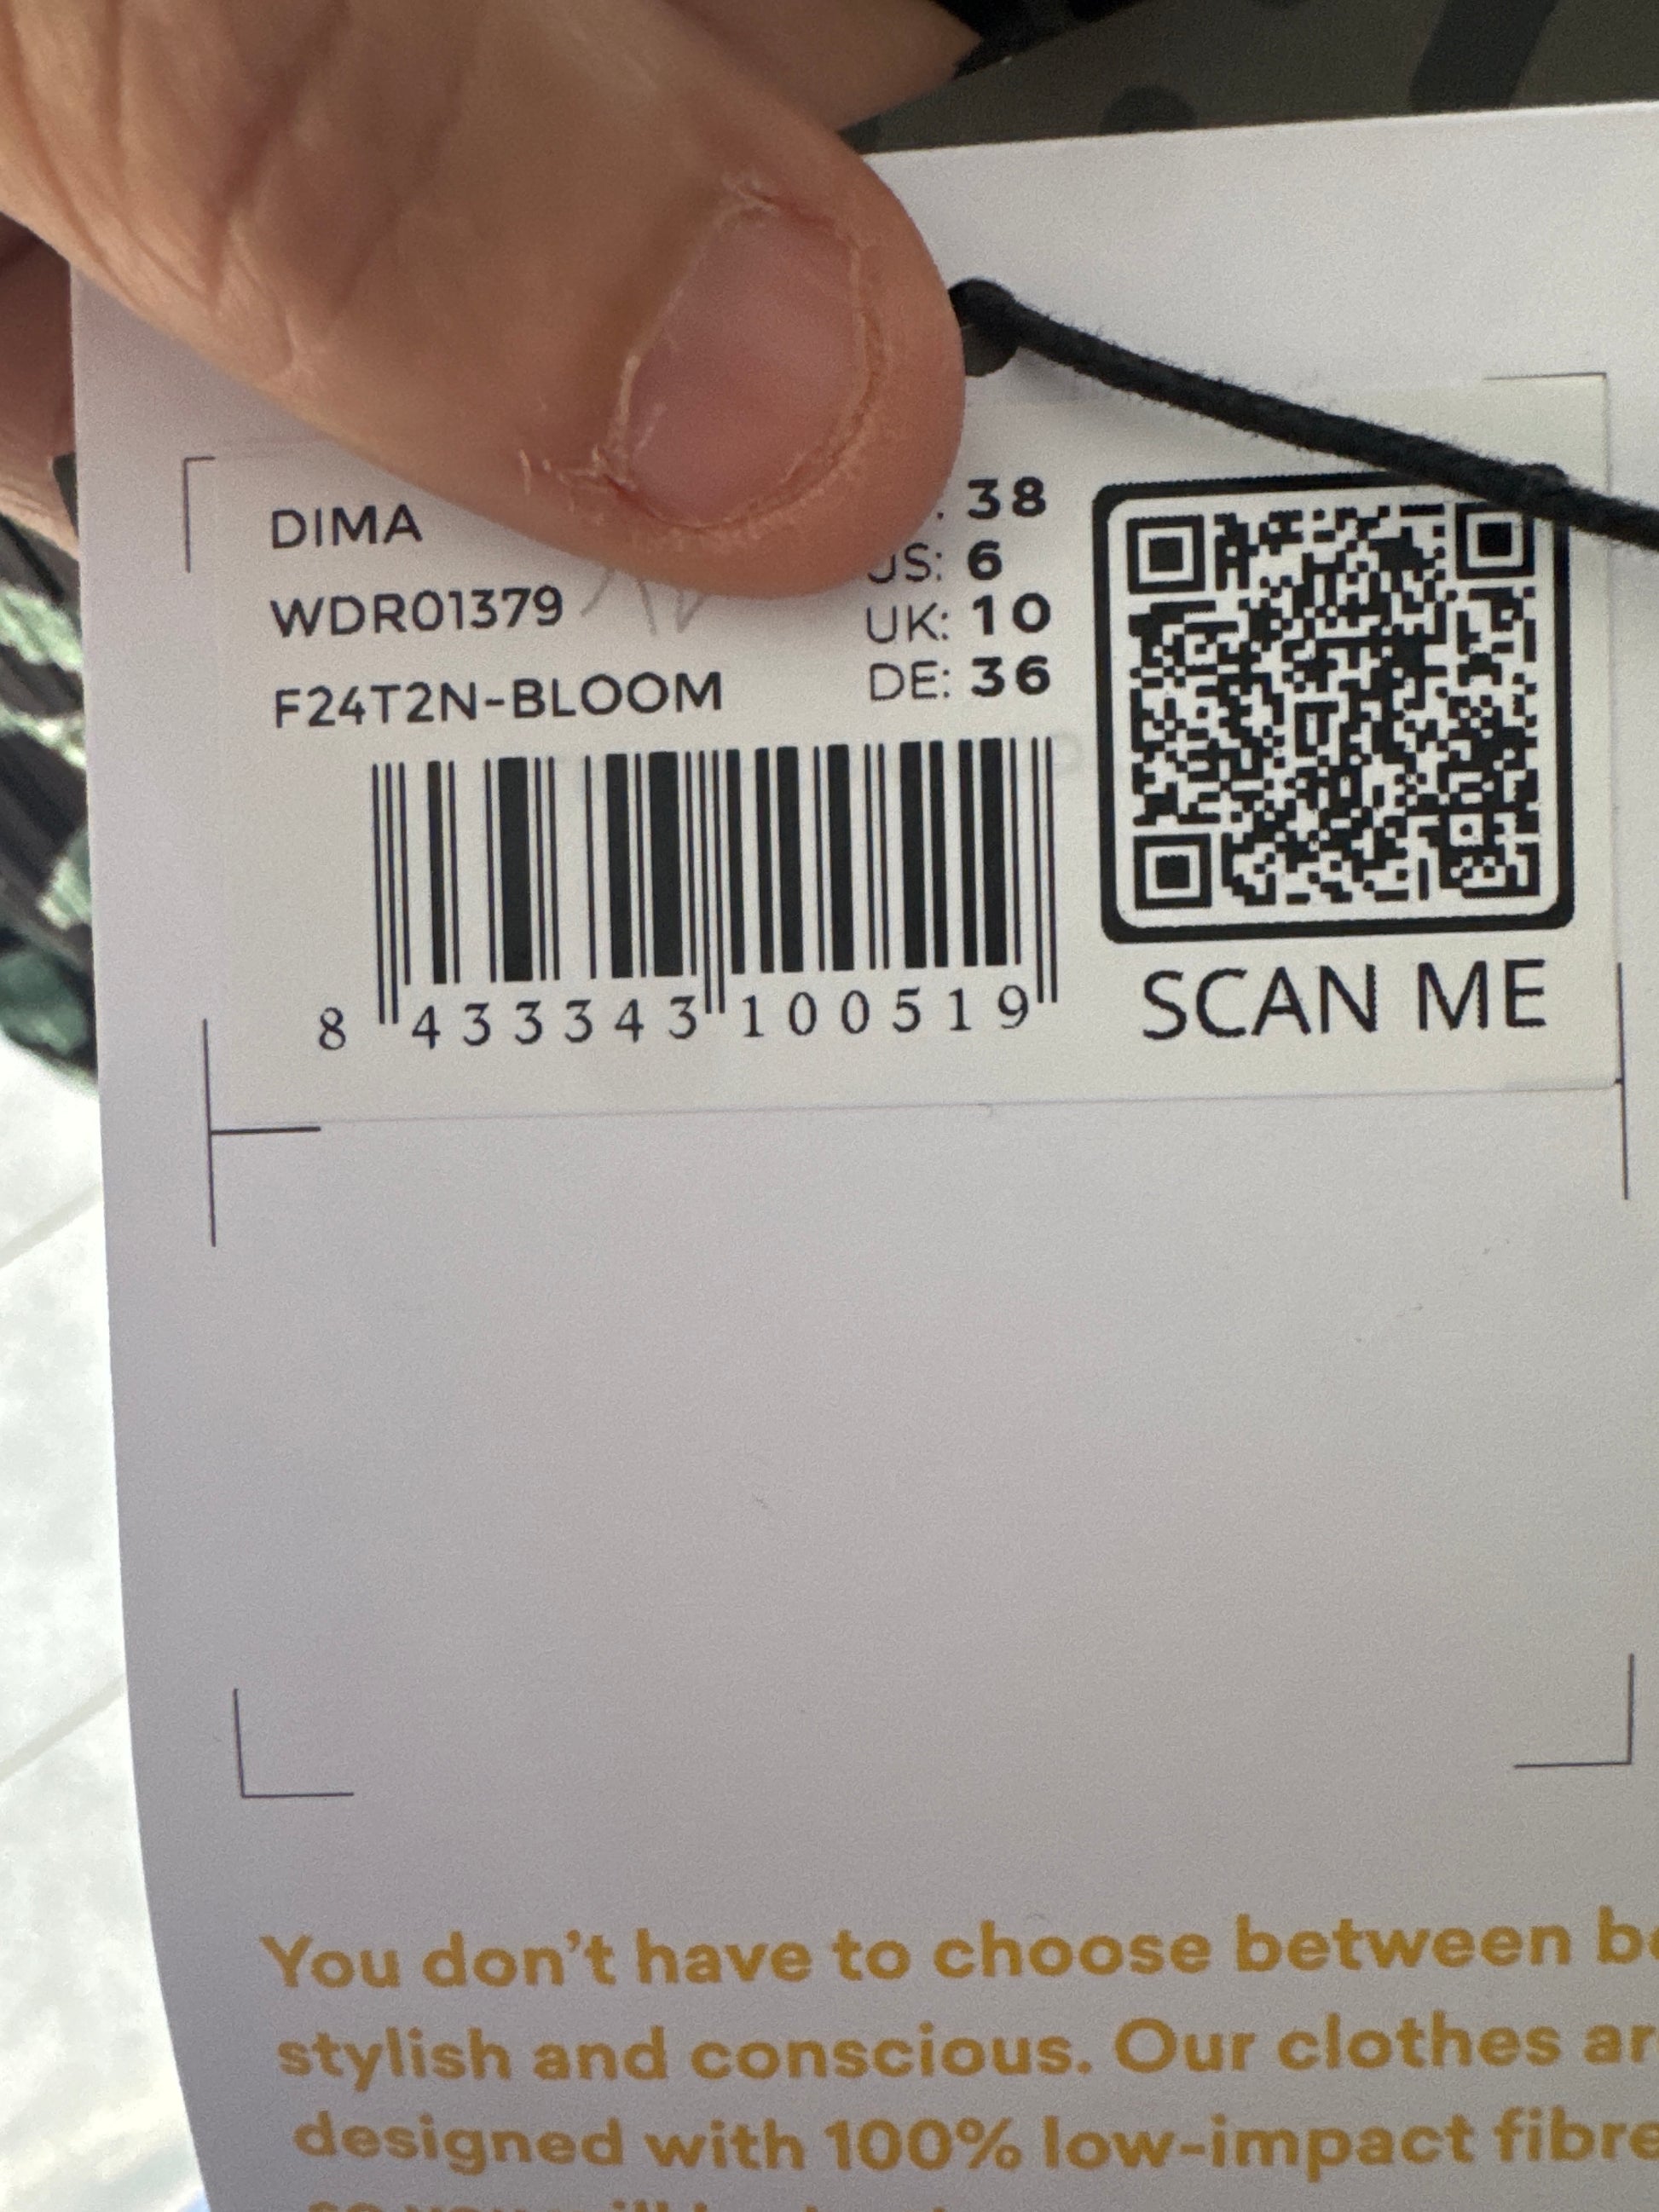 DIMA
WDR01379
F24T2N-BLOOM
38
US: 6
UK: 10
DE: 36
8 433343 100519
SCAN ME
You don't have to choose between
stylish and conscious. Our clothes
designed with 100% low-impact